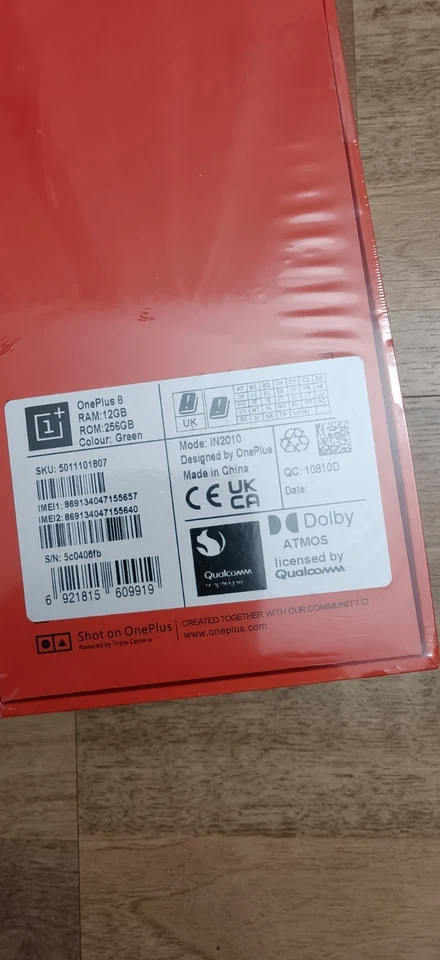 OnePlus 8
RAM:12GB
ROM:256GB
Colour: Green
SKU: 5011101807
IMEI1: 869134047155657
IMEI2: 869134047155640
S/N: 5c0406fb
6 921815 609919
UK
Mode: IN2010
Designed by OnePlus
Made in China
CE UK CA
QC: 10810D
Date:
Qualcomm
Dolby
ATMOS
licensed by
Qualcomm
Shot on OnePlus
Powered by Triple Camera
CREATED TOGETHER WITH OUR COMMUNITY
www.oneplus.com